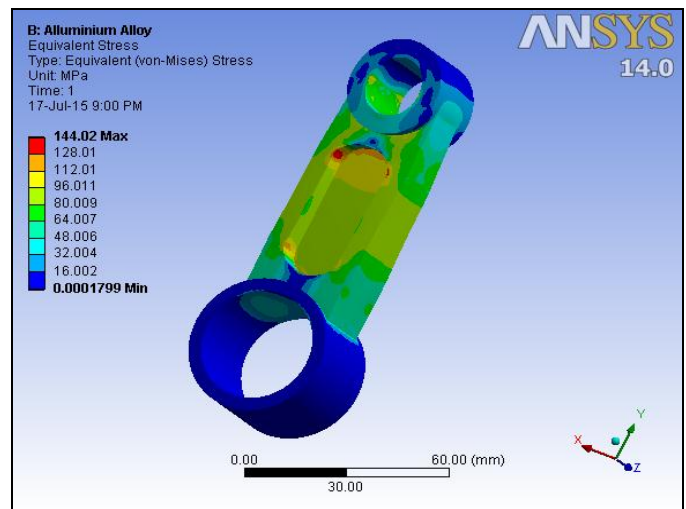 B: Alluminium Alloy
Equivalent Stress
Type: Equivalent (von-Mises) Stress
Unit: MPa
Time: 1
17-Jul-15 9:00 PM
ANSYS
14.0
144.02 Max
128.01
112.01
96.011
80.009
64.007
48.006
32.004
16.002
0.0001799 Min
0.00 60.00 (mm)
30.00
Y
X
Z